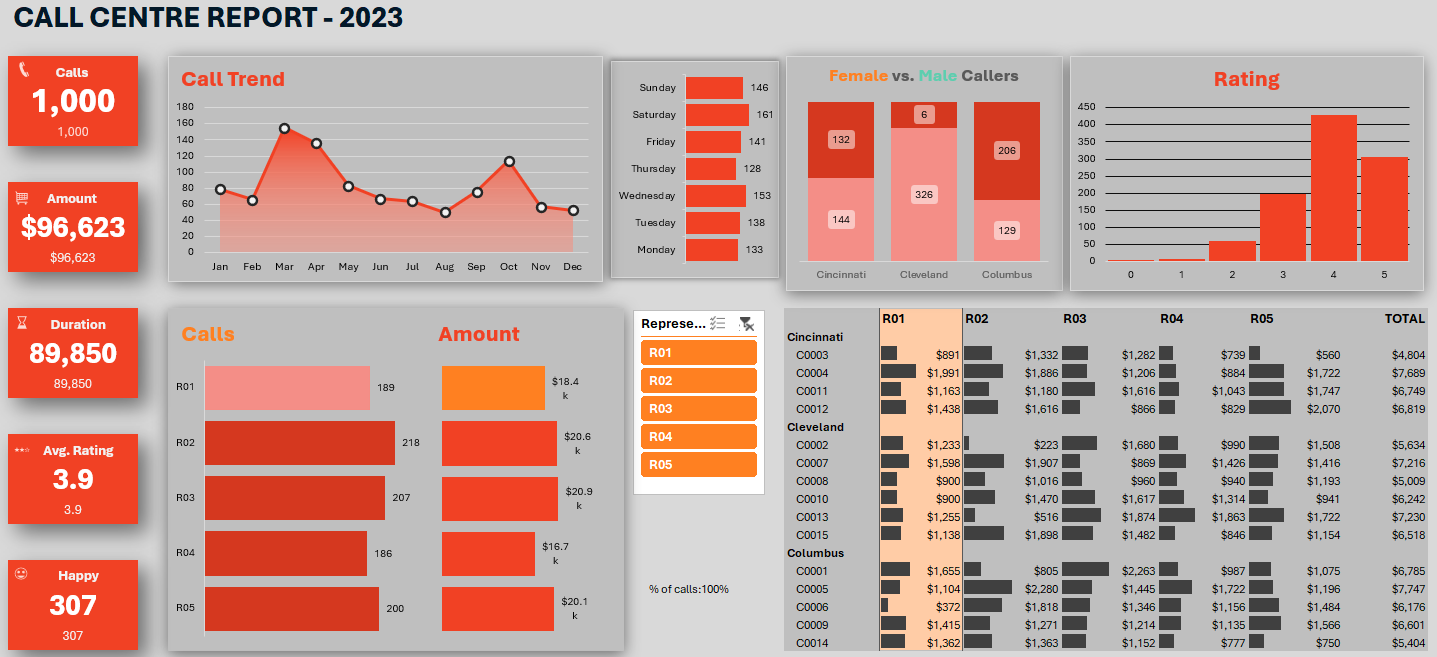 CALL CENTRE REPORT - 2023
Calls
1,000
1,000
Amount
$96,623
$96,623
Duration
89,850
89,850
Avg. Rating
3.9
3.9
Happy
307
307
Call Trend
180
160
140
120
100
80
60
40
20
0
Jan Feb Mar Apr May Jun Jul Aug Sep Oct Nov Dec
Sunday 146
Saturday 161
Friday 141
Thursday 128
Wednesday 153
Tuesday 138
Monday 133
Female vs. Male Callers
132 6 206
144 326 129
Cincinnati Cleveland Columbus
Rating
450
400
350
300
250
200
150
100
50
0
0 1 2 3 4 5
Calls Amount
R01 189 $18.4
k
R02 218 $20.6
k
R03 207 $20.9
k
R04 186 $16.7
k
R05 200 $20.1
k
Represe...
R01
R02
R03
R04
R05
% of calls:100%
R01 R02 R03 R04 R05 TOTAL
Cincinnati
C0003 $891 $1,332 $1,282 $739 $560 $4,804
C0004 $1,991 $1,886 $1,206 $884 $1,722 $7,689
C0011 $1,163 $1,180 $1,616 $1,043 $1,747 $6,749
C0012 $1,438 $1,616 $866 $829 $2,070 $6,819
Cleveland
C0002 $1,233 $223 $1,680 $990 $1,508 $5,634
C0007 $1,598 $1,907 $869 $1,426 $1,416 $7,216
C0008 $900 $1,016 $960 $940 $1,193 $5,009
C0010 $900 $1,470 $1,617 $1,314 $941 $6,242
C0013 $1,255 $516 $1,874 $1,863 $1,722 $7,230
C0015 $1,138 $1,898 $1,482 $846 $1,154 $6,518
Columbus
C0001 $1,655 $805 $2,263 $987 $1,075 $6,785
C0005 $1,104 $2,280 $1,445 $1,722 $1,196 $7,747
C0006 $372 $1,818 $1,346 $1,156 $1,484 $6,176
C0009 $1,415 $1,271 $1,214 $1,135 $1,566 $6,601
C0014 $1,362 $1,363 $1,152 $777 $750 $5,404